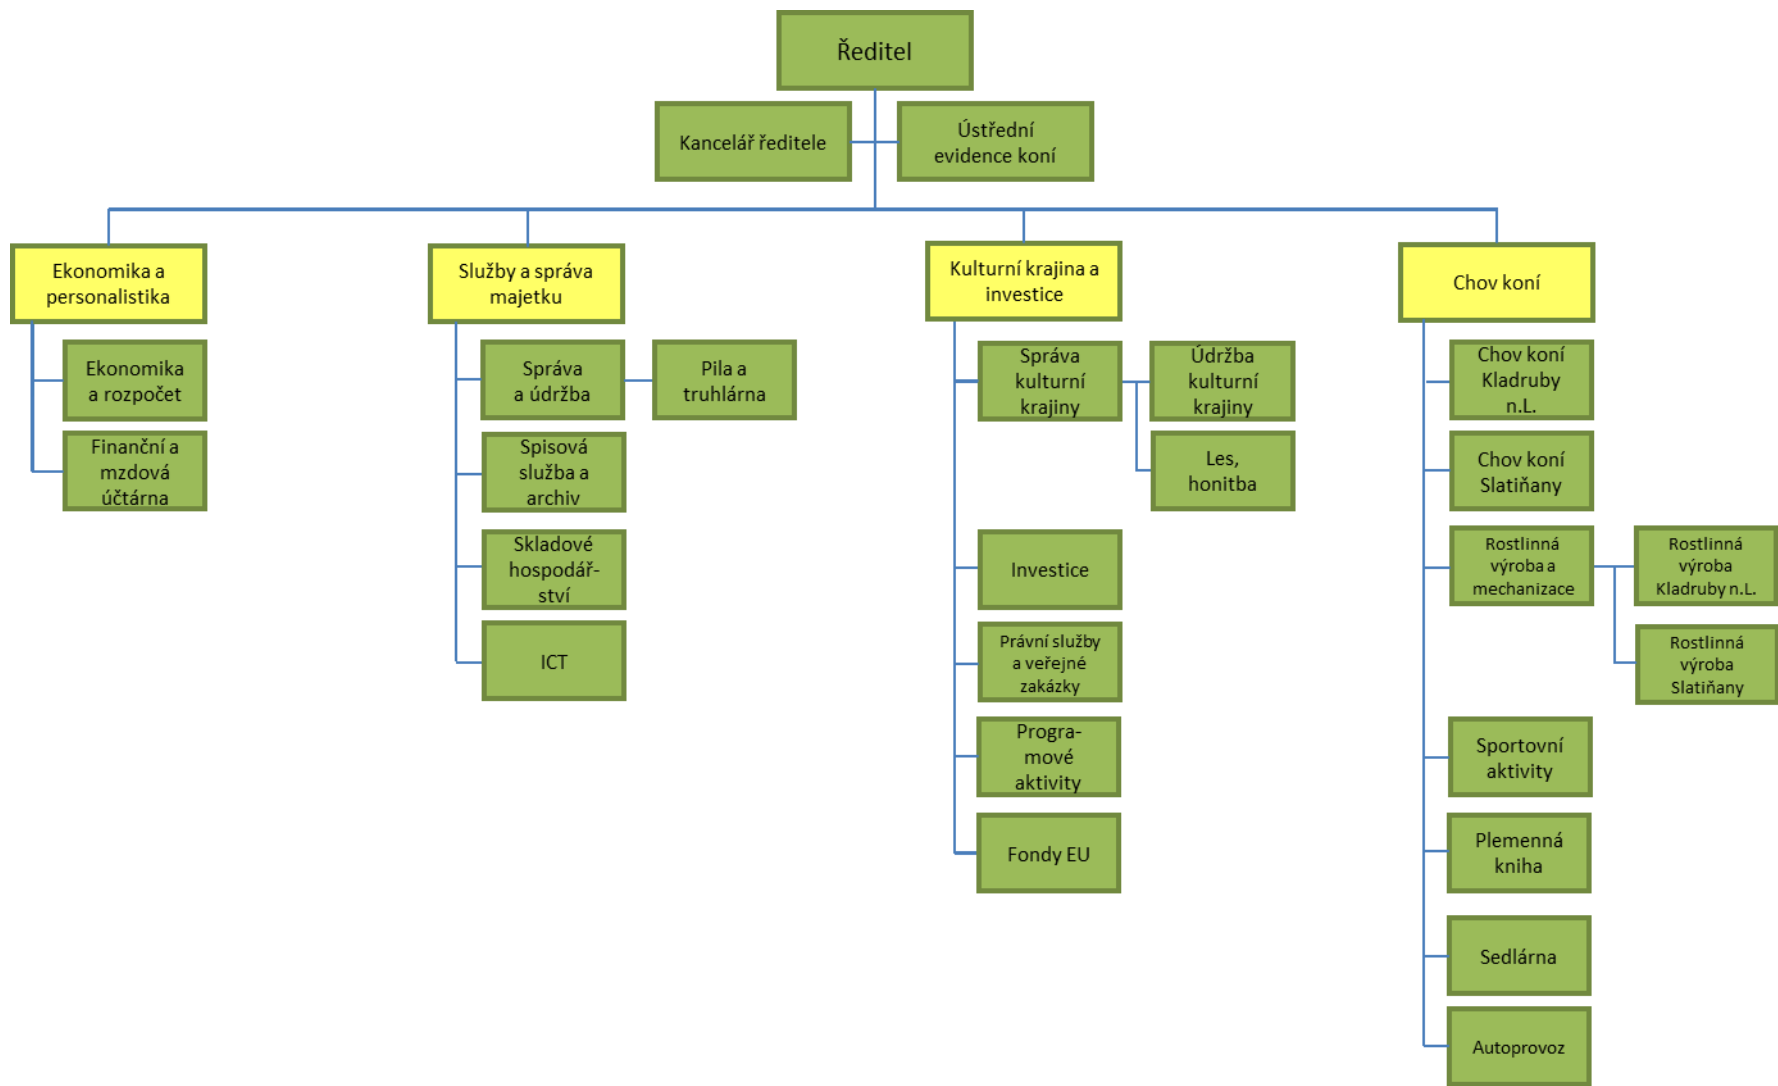 Ředitel
Kancelář ředitele
Ústřední
evidence koní
Ekonomika a
personalistika
Ekonomika
a rozpočet
Finanční a
mzdová
účtárna
Služby a správa
majetku
Správa
a údržba
Pila a
truhlárna
Spisová
služba a
archiv
Skladové
hospodář-
ství
ICT
Kulturní krajina a
investice
Správa
kulturní
krajiny
Údržba
kulturní
krajiny
Les,
honitba
Investice
Právní služby
a veřejné
zakázky
Progra-
mové
aktivity
Fondy EU
Chov koní
Chov koní
Kladruby
n.L.
Chov koní
Slatiňany
Rostlinná
výroba a
mechanizace
Rostlinná
výroba
Kladruby n.L.
Rostlinná
výroba
Slatiňany
Sportovní
aktivity
Plemenná
kniha
Sedlárna
Autoprovoz